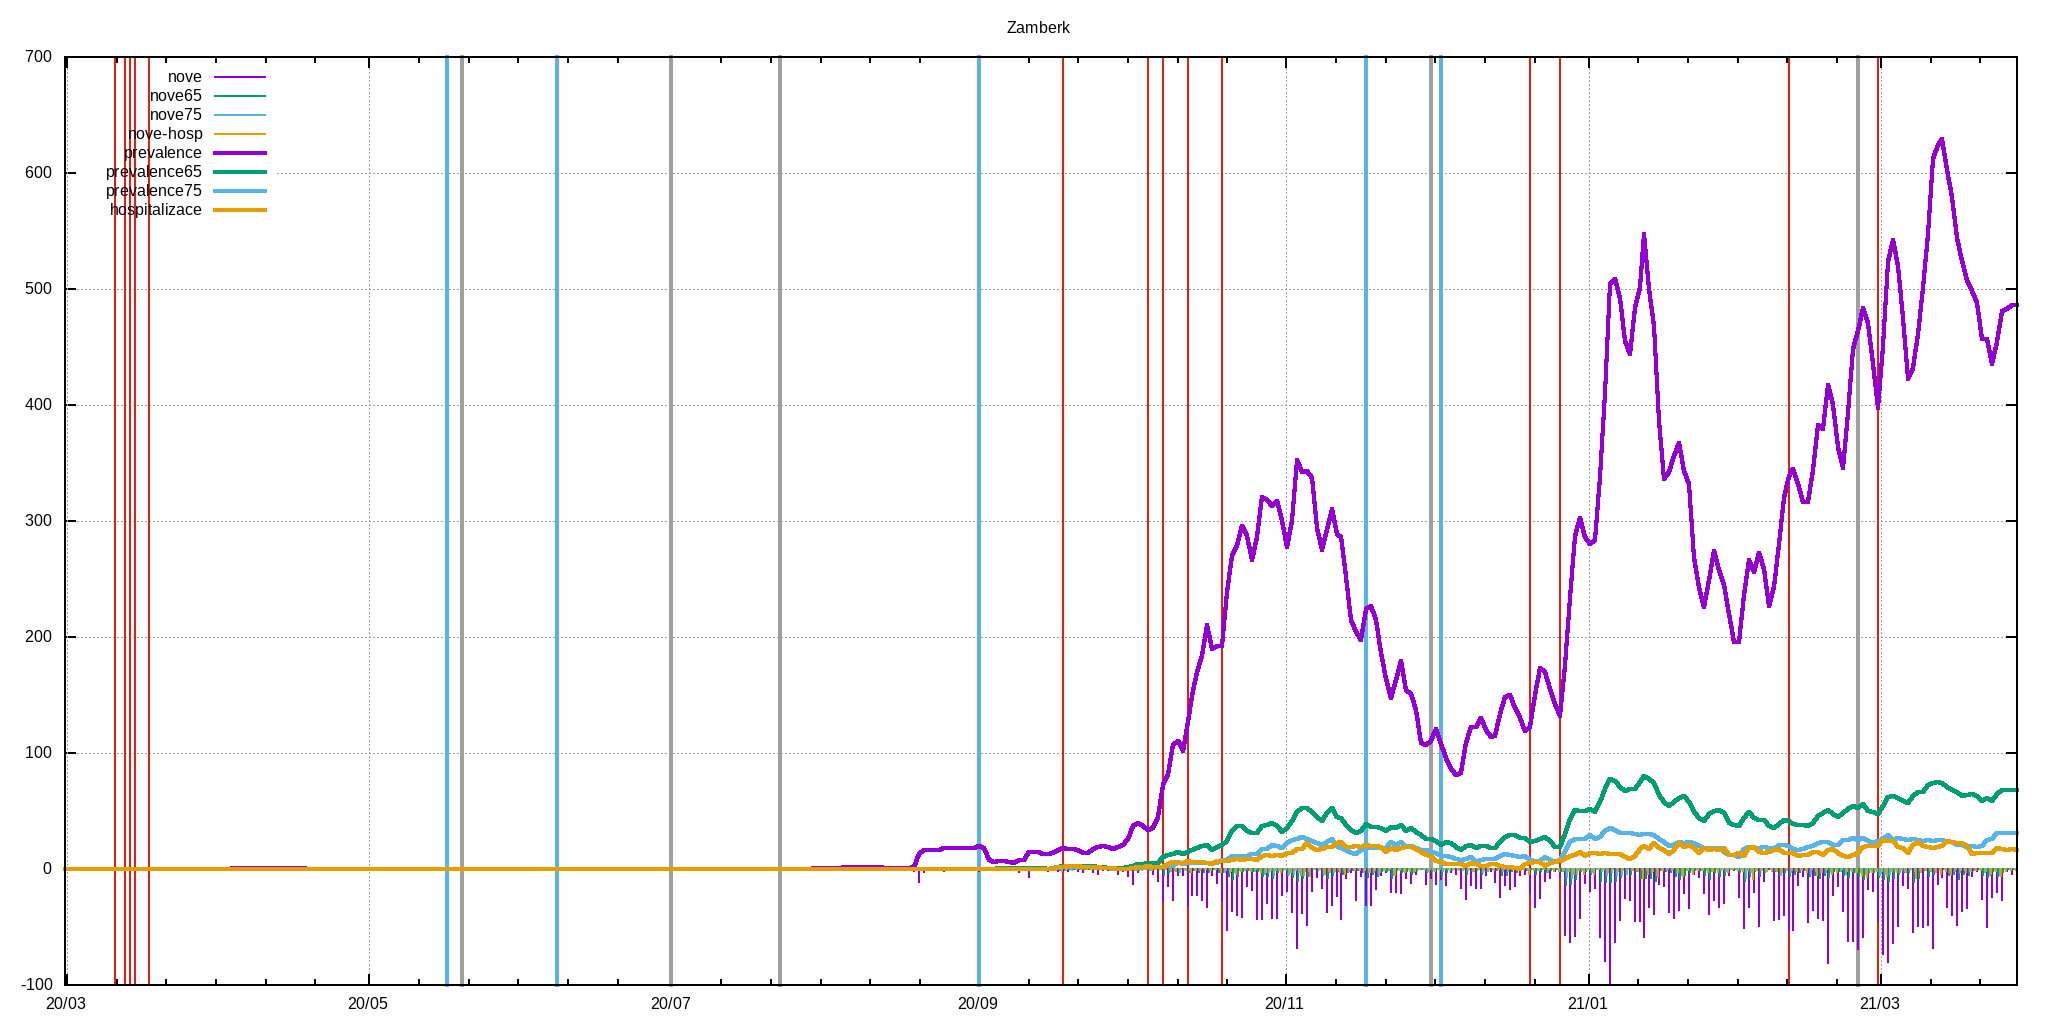 Zamberk
700
nove
nove65
nove75
nove-hosp
prevalence
prevalence65
prevalence75
hospitalizace
600
500
400
300
200
100
0
-100
20/03 20/05 20/07 20/09 20/11 21/01 21/03